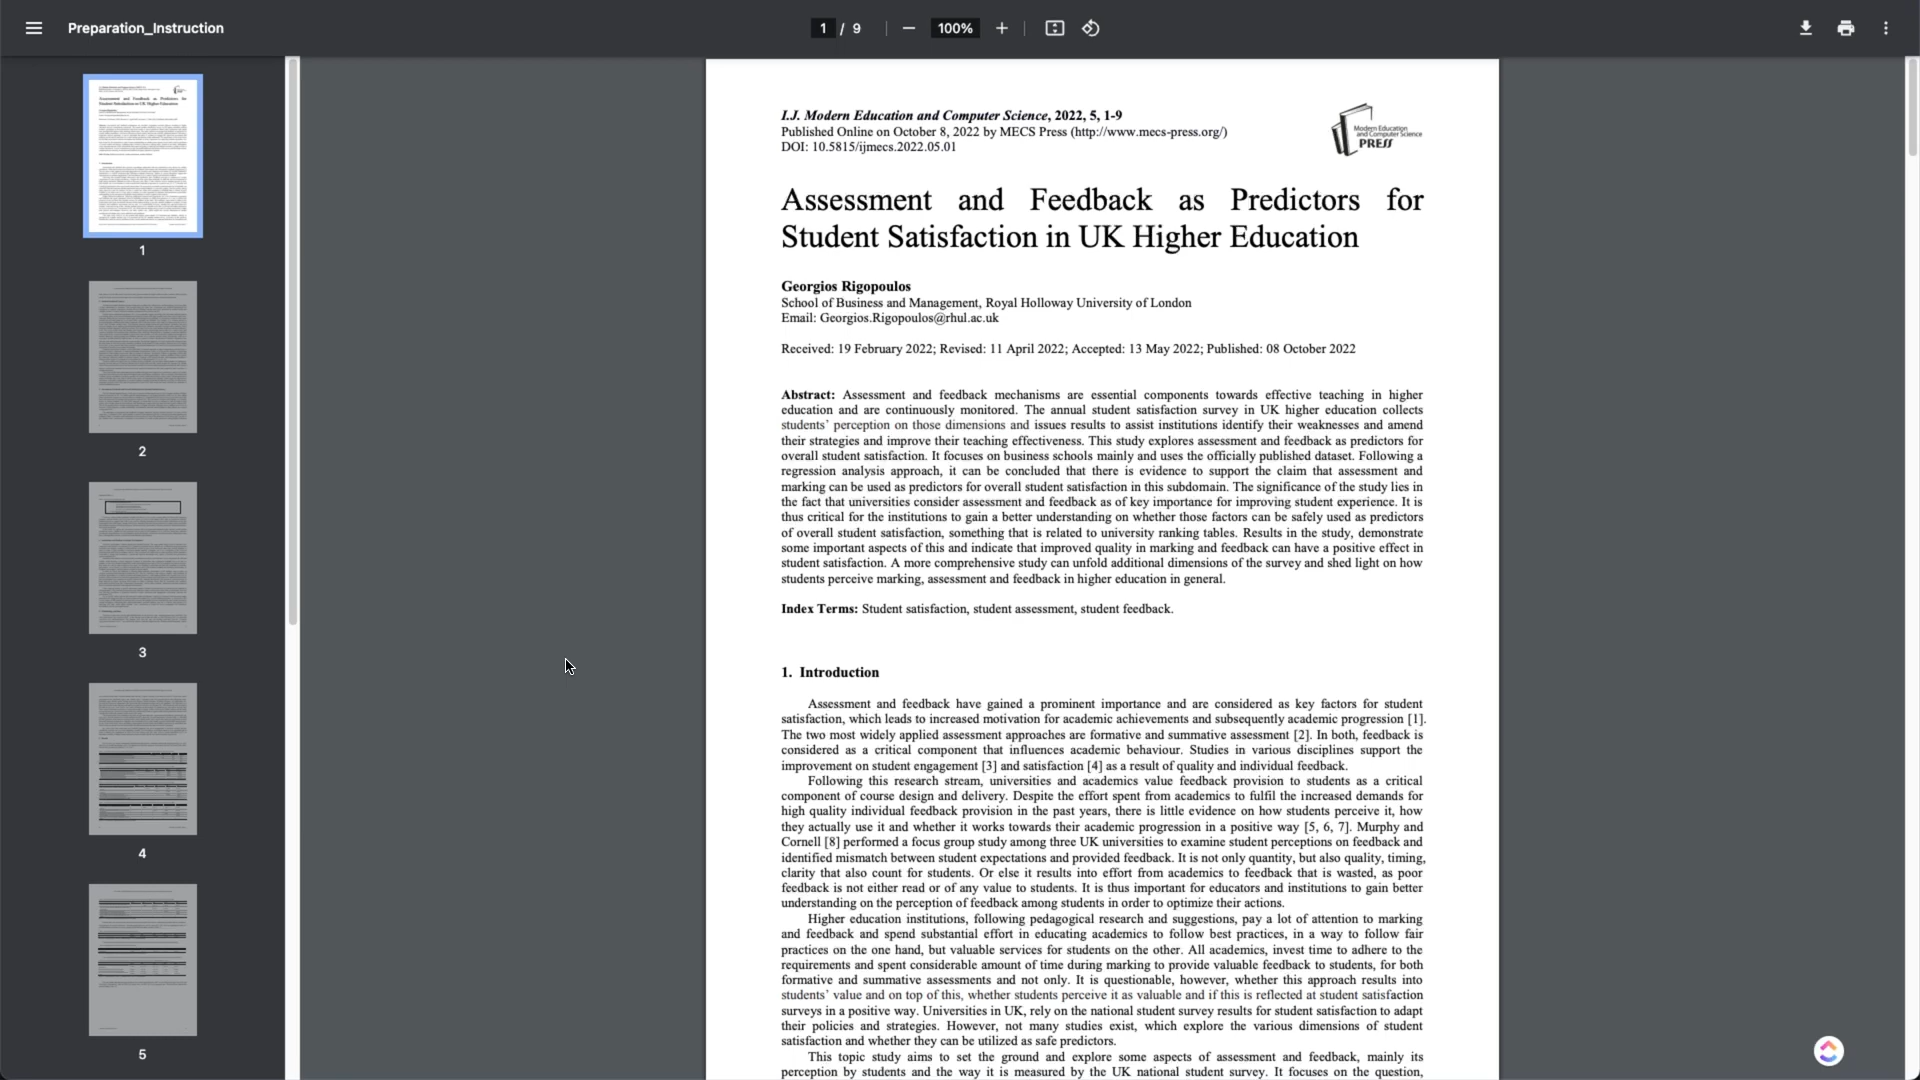 Preparation_Instruction
1 / 9
100%
1
2
3
4
5
I.J. Modern Education and Computer Science, 2022, 5, 1-9
Published Online on October 8, 2022 by MECS Press (http://www.mecs-press.org/)
DOI: 10.5815/ijmecs.2022.05.01
Modern Education
and Computer Science
PRESS
Assessment and Feedback as Predictors for
Student Satisfaction in UK Higher Education
Georgios Rigopoulos
School of Business and Management, Royal Holloway University of London
Email: Georgios.Rigopoulos@rhul.ac.uk
Received: 19 February 2022; Revised: 11 April 2022; Accepted: 13 May 2022; Published: 08 October 2022
Abstract: Assessment and feedback mechanisms are essential components towards effective teaching in higher
education and are continuously monitored. The annual student satisfaction survey in UK higher education collects
students' perception on those dimensions and issues results to assist institutions identify their weaknesses and amend
their strategies and improve their teaching effectiveness. This study explores assessment and feedback as predictors for
overall student satisfaction. It focuses on business schools mainly and uses the officially published dataset. Following a
regression analysis approach, it can be concluded that there is evidence to support the claim that assessment and
marking can be used as predictors for overall student satisfaction in this subdomain. The significance of the study lies in
the fact that universities consider assessment and feedback as of key importance for improving student experience. It is
thus critical for the institutions to gain a better understanding on whether those factors can be safely used as predictors
of overall student satisfaction, something that is related to university ranking tables. Results in the study, demonstrate
some important aspects of this and indicate that improved quality in marking and feedback can have a positive effect in
student satisfaction. A more comprehensive study can unfold additional dimensions of the survey and shed light on how
students perceive marking, assessment and feedback in higher education in general.
Index Terms: Student satisfaction, student assessment, student feedback.
1. Introduction
Assessment and feedback have gained a prominent importance and are considered as key factors for student
satisfaction, which leads to increased motivation for academic achievements and subsequently academic progression [1].
The two most widely applied assessment approaches are formative and summative assessment [2]. In both, feedback is
considered as a critical component that influences academic behaviour. Studies in various disciplines support the
improvement on student engagement [3] and satisfaction [4] as a result of quality and individual feedback.
Following this research stream, universities and academics value feedback provision to students as a critical
component of course design and delivery. Despite the effort spent from academics to fulfil the increased demands for
high quality individual feedback provision in the past years, there is little evidence on how students perceive it, how
they actually use it and whether it works towards their academic progression in a positive way [5, 6, 7]. Murphy and
Cornell [8] performed a focus group study among three UK universities to examine student perceptions on feedback and
identified mismatch between student expectations and provided feedback. It is not only quantity, but also quality, timing,
clarity that also count for students. Or else it results into effort from academics to feedback that is wasted, as poor
feedback is not either read or of any value to students. It is thus important for educators and institutions to gain better
understanding on the perception of feedback among students in order to optimize their actions.
Higher education institutions, following pedagogical research and suggestions, pay a lot of attention to marking
and feedback and spend substantial effort in educating academics to follow best practices, in a way to follow fair
practices on the one hand, but valuable services for students on the other. All academics, invest time to adhere to the
requirements and spent considerable amount of time during marking to provide valuable feedback to students, for both
formative and summative assessments and not only. It is questionable, however, whether this approach results into
students' value and on top of this, whether students perceive it as valuable and if this is reflected at student satisfaction
surveys in a positive way. Universities in UK, rely on the national student survey results for student satisfaction to adapt
their policies and strategies. However, not many studies exist, which explore the various dimensions of student
satisfaction and whether they can be utilized as safe predictors.
This topic study aims to set the ground and explore some aspects of assessment and feedback, mainly its
perception by students and the way it is measured by the UK national student survey. It focuses on the question,